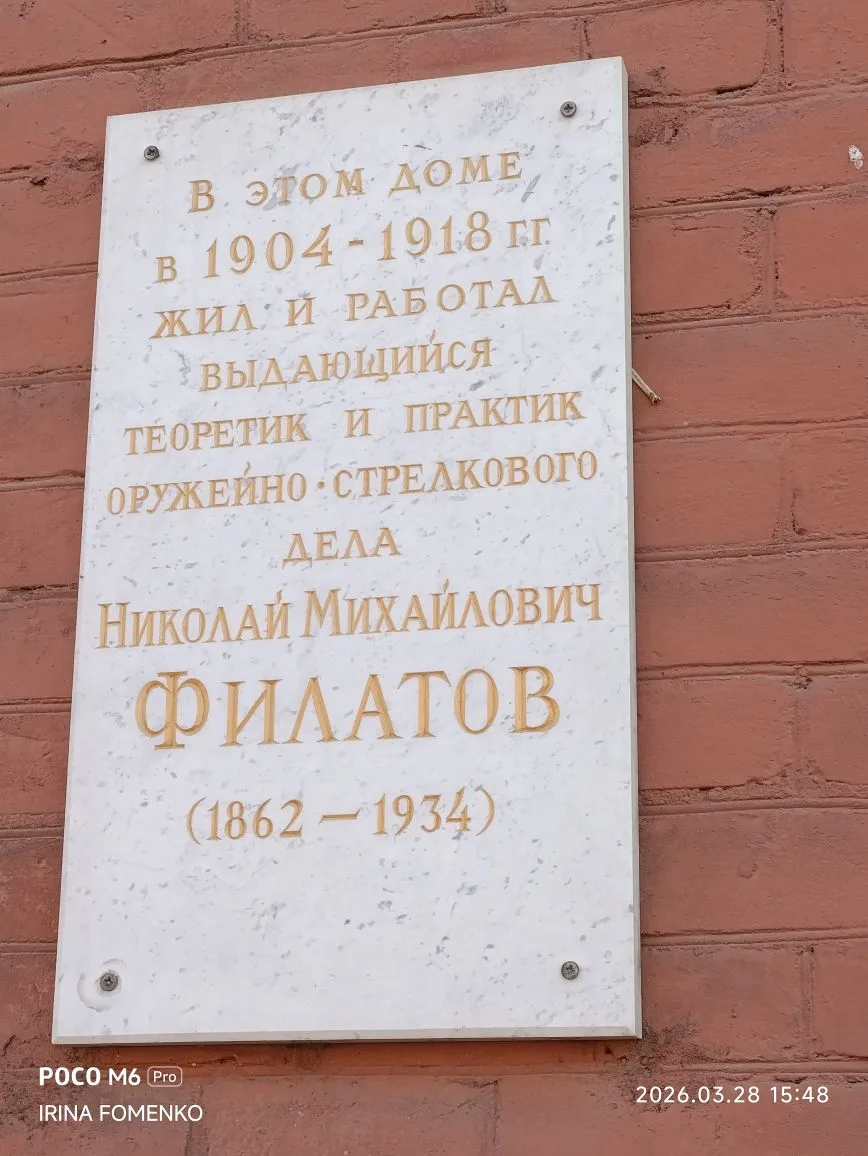 В ЭТОМ ДОМЕ
В 1904-1918 ГГ.
ЖИЛ И РАБОТАЛ
ВЫДАЮЩИЙСЯ
ТЕОРЕТИК И ПРАКТИК
ОРУЖЕЙНО-СТРЕЛКОВОГО
ДЕЛА
НИКОЛАЙ МИХАЙЛОВИЧ
ФИЛАТОВ
(1862 — 1934)
POCO M6 Pro
IRINA FOMENKO
2026.03.28 15:48